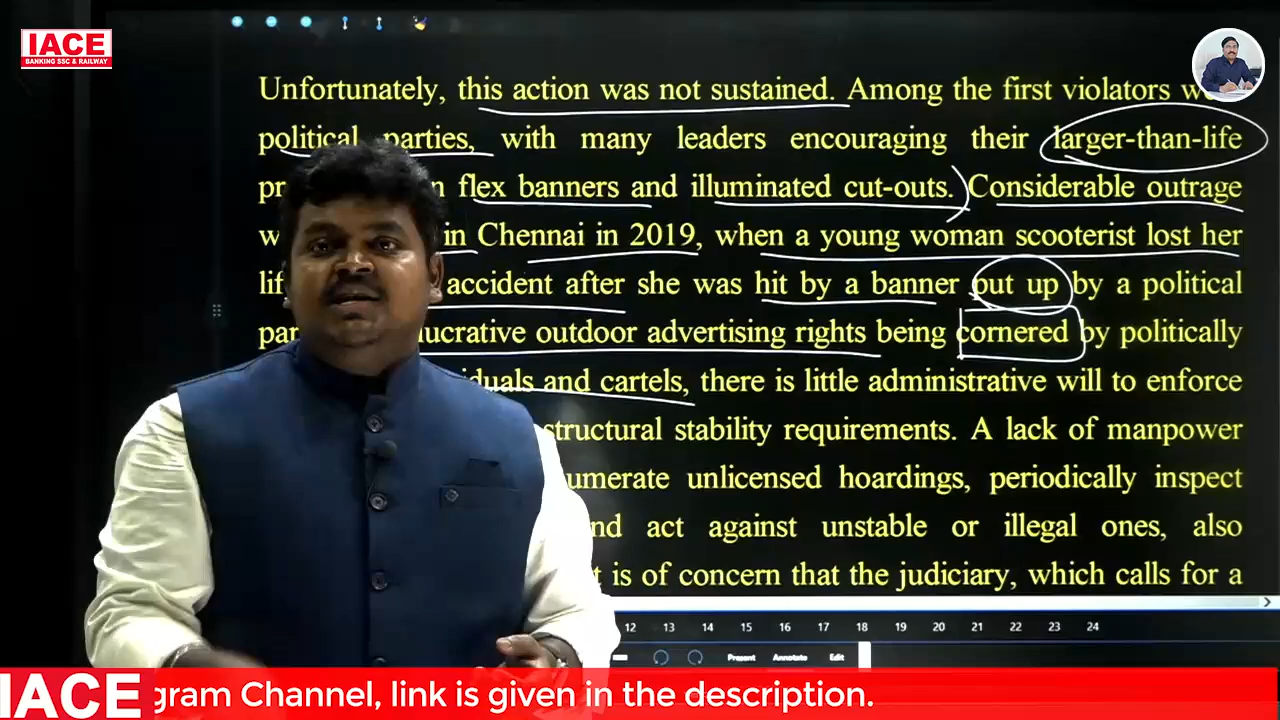 IACE
BANKING SSC & RAILWAY
Unfortunately, this action was not sustained. Among the first violators
political parties, with many leaders encouraging their larger-than-life
flex banners and illuminated cut-outs. Considerable outrage
in Chennai in 2019, when a young woman scooterist lost her
accident after she was hit by a banner put up by a political
lucrative outdoor advertising rights being cornered by politically
and cartels, there is little administrative will to enforce
structural stability requirements. A lack of manpower
unlicensed hoardings, periodically inspect
act against unstable or illegal ones, also
is of concern that the judiciary, which calls for a
12 13 14 15 16 17 18 19 20 21 22 23 24
Present Annotate Edit
IACE gram Channel, link is given in the description.